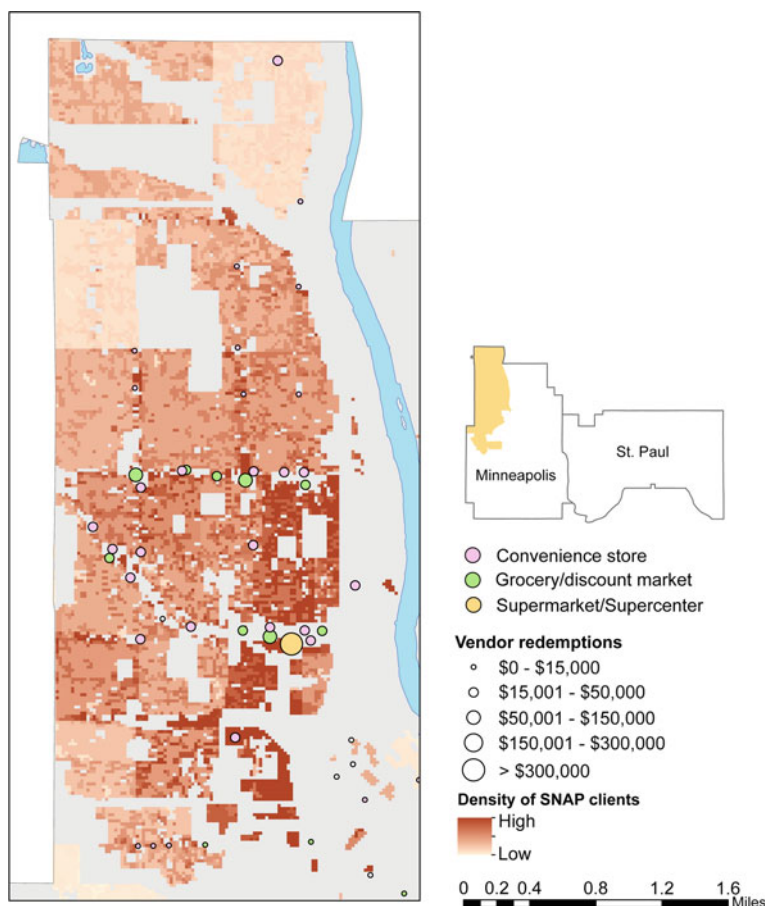 Minneapolis
St. Paul
Convenience store
Grocery/discount market
Supermarket/Supercenter
Vendor redemptions
$0 - $15,000
$15,001 - $50,000
$50,001 - $150,000
$150,001 - $300,000
> $300,000
Density of SNAP clients
High
Low
0 0.2 0.4 0.8 1.2 1.6
Miles